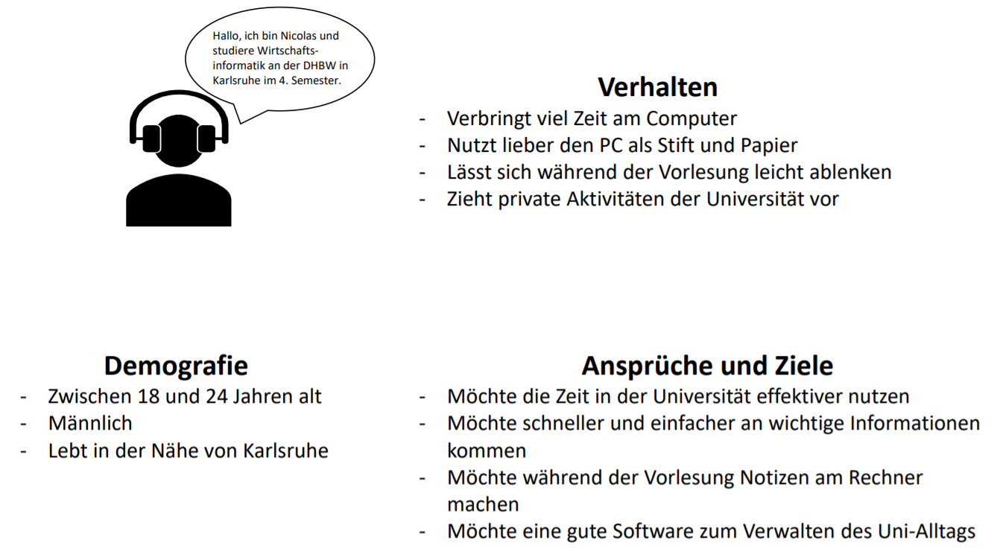 Hallo, ich bin Nicolas und
studiere Wirtschafts-
informatik an der DHBW in
Karlsruhe im 4. Semester.
Verhalten
- Verbringt viel Zeit am Computer
- Nutzt lieber den PC als Stift und Papier
- Lässt sich während der Vorlesung leicht ablenken
- Zieht private Aktivitäten der Universität vor
Demografie
- Zwischen 18 und 24 Jahren alt
- Männlich
- Lebt in der Nähe von Karlsruhe
Ansprüche und Ziele
- Möchte die Zeit in der Universität effektiver nutzen
- Möchte schneller und einfacher an wichtige Informationen
kommen
- Möchte während der Vorlesung Notizen am Rechner
machen
- Möchte eine gute Software zum Verwalten des Uni-Alltags